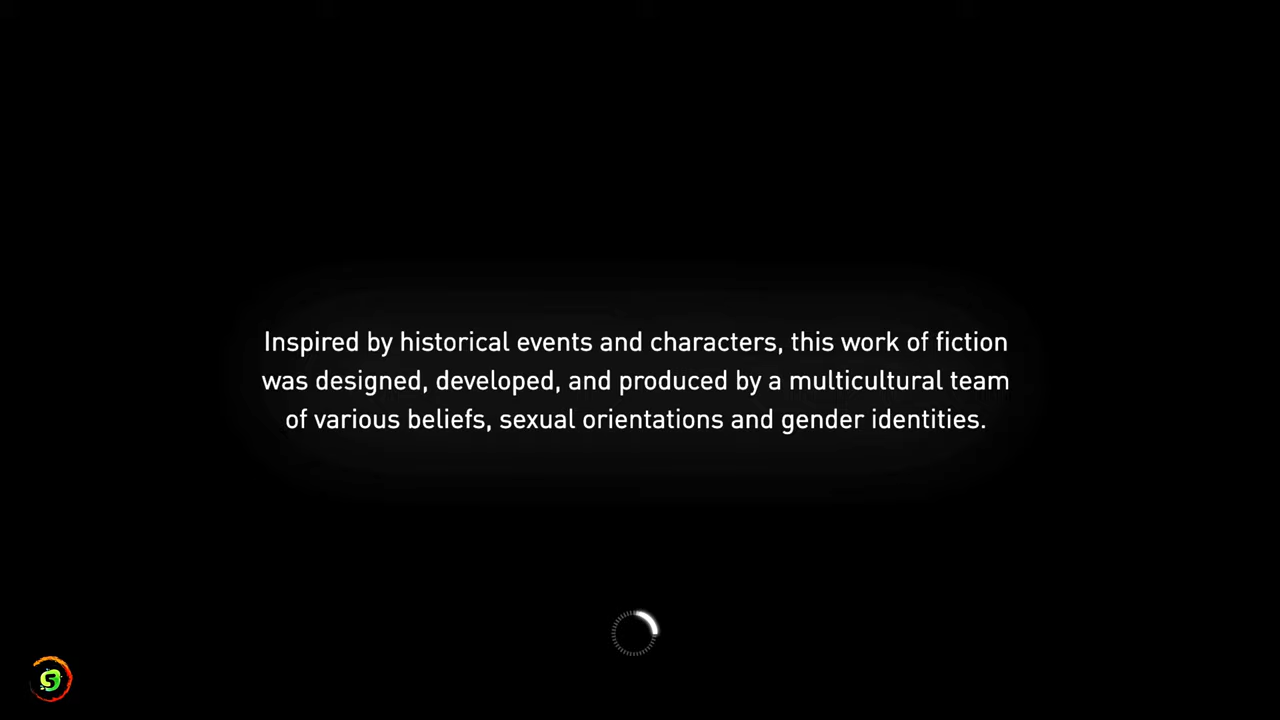 Inspired by historical events and characters, this work of fiction
was designed, developed, and produced by a multicultural team
of various beliefs, sexual orientations and gender identities.
S